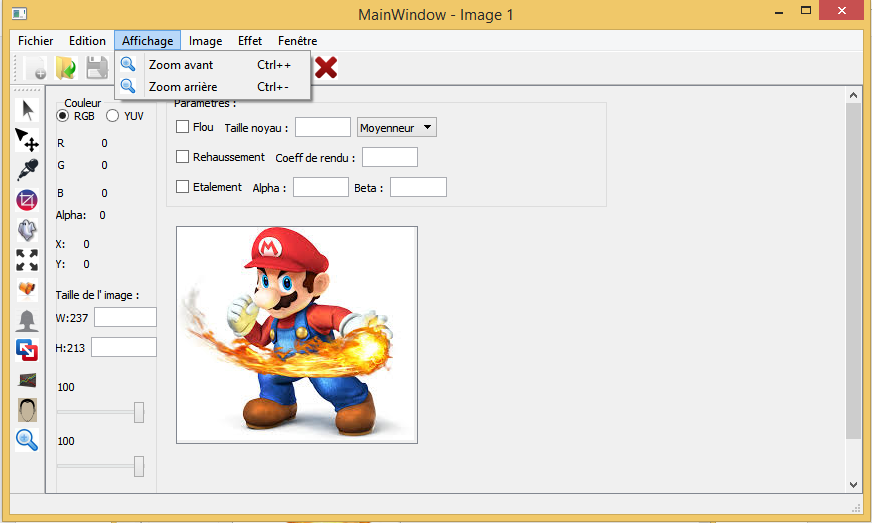 MainWindow - Image 1
Fichier Edition Affichage Image Effet Fenêtre
Zoom avant Ctrl++
Zoom arrière Ctrl+-
Couleur
RGB YUV
R 0
G 0
B 0
Alpha: 0
X: 0
Y: 0
Taille de l' image :
W:237
H:213
100
100
Parametres :
Flou Taille noyau : Moyenneur
Rehaussement Coeff de rendu :
Etalement Alpha : Beta :
M